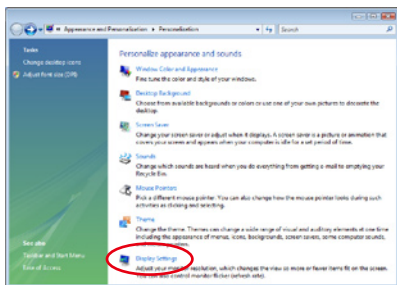 Appearance and Personalization
Personalization
Search
Tasks
Change desktop icons
Adjust font size (DPI)
See also
Taskbar and Start Menu
Ease of Access
Personalize appearance and sounds
Window Color and Appearance
Fine tune the color and style of your windows.
Desktop Background
Choose from available backgrounds or colors or use one of your own pictures to decorate the
desktop.
Screen Saver
Change your screen saver or adjust when it displays. A screen saver is a picture or animation that
covers your screen and appears when your computer is idle for a set period of time.
Sounds
Change which sounds are heard when you do everything from getting e-mail to emptying your
Recycle Bin.
Mouse Pointers
Pick a different mouse pointer. You can also change how the mouse pointer looks during such
activities as clicking and selecting.
Theme
Change the theme. Themes can change a wide range of visual and auditory elements at one time
including the appearance of menus, icons, backgrounds, screen savers, some computer sounds,
Display Settings
Adjust your monitor resolution, which changes the view so more or fewer items fit on the screen.
You can also control monitor flicker (refresh rate).